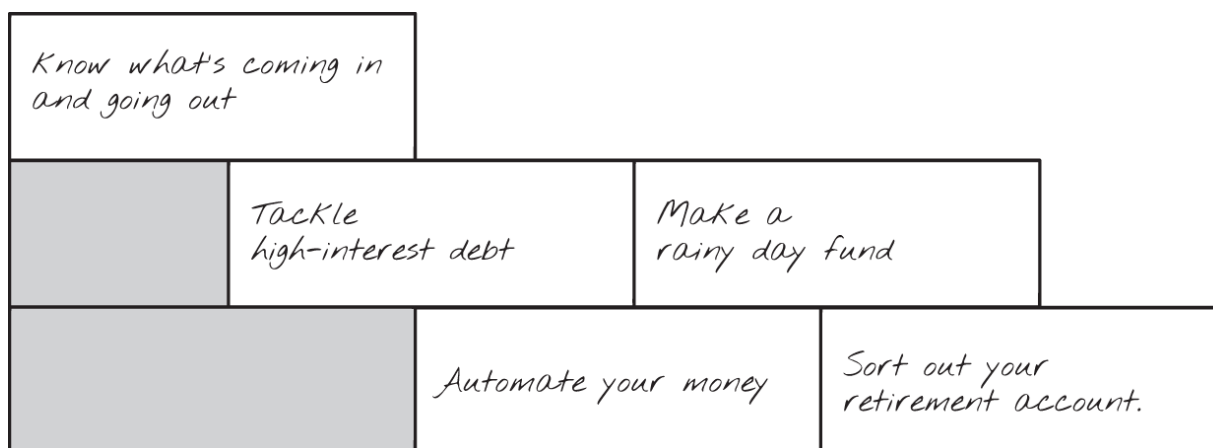 Know what's coming in
and going out
Tackle
high-interest debt
Make a
rainy day fund
Automate your money
Sort out your
retirement account.